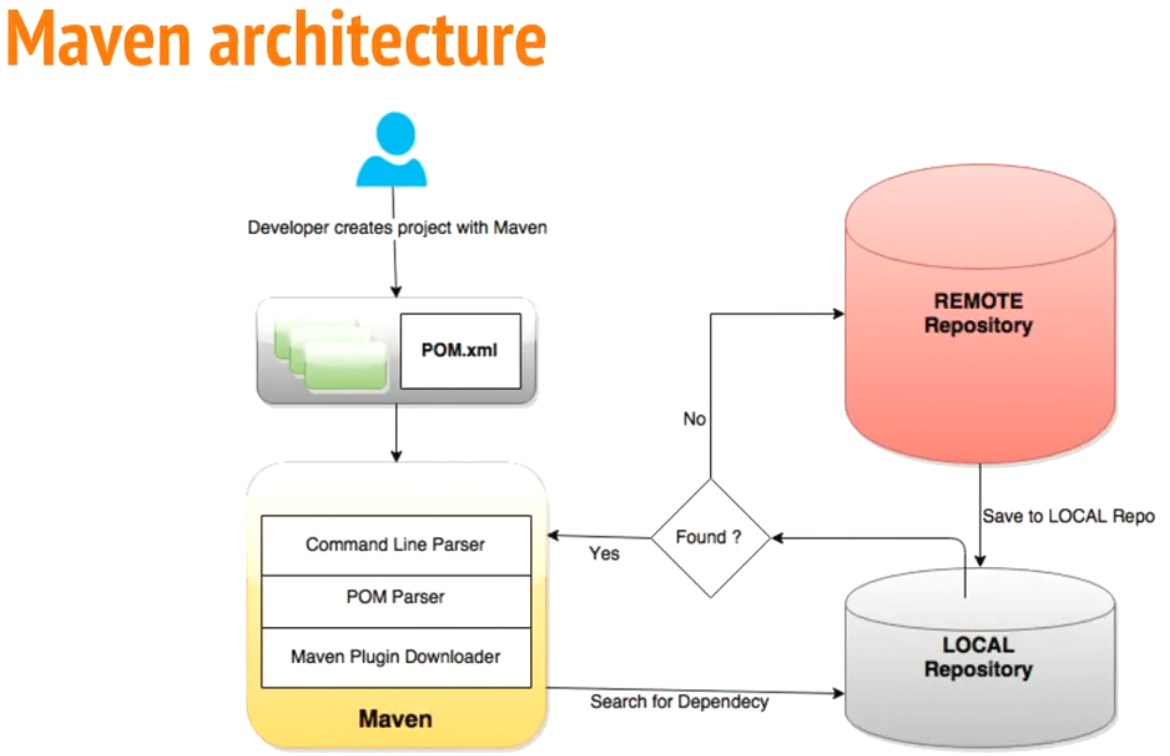 Maven architecture
Developer creates project with Maven
POM.xml
REMOTE
Repository
No
Save to LOCAL Repo
Found ?
Yes
Command Line Parser
POM Parser
Maven Plugin Downloader
Maven
Search for Dependecy
LOCAL
Repository